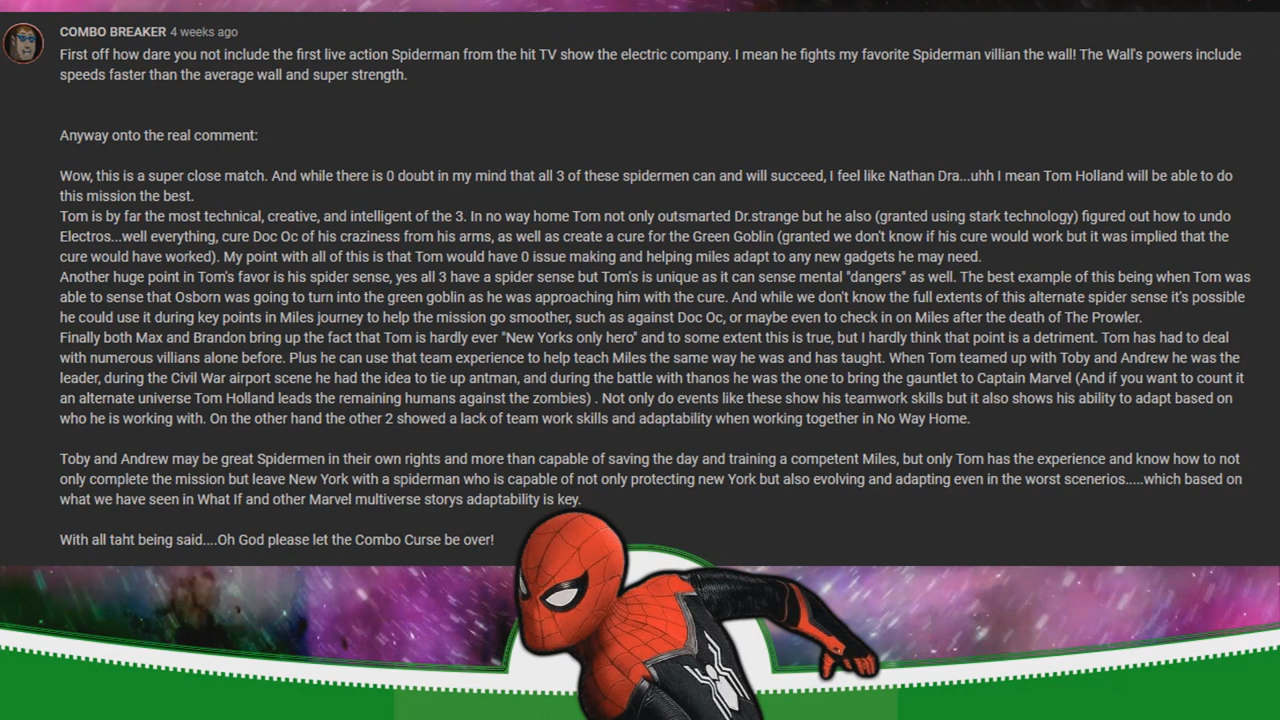 COMBO BREAKER 4 weeks ago
First off how dare you not include the first live action Spiderman from the hit TV show the electric company. I mean he fights my favorite Spiderman villian the wall! The Wall's powers include
speeds faster than the average wall and super strength.
Anyway onto the real comment:
Wow, this is a super close match. And while there is 0 doubt in my mind that all 3 of these spidermen can and will succeed, I feel like Nathan Dra...uhh I mean Tom Holland will be able to do
this mission the best.
Tom is by far the most technical, creative, and intelligent of the 3. In no way home Tom not only outsmarted Dr.strange but he also (granted using stark technology) figured out how to undo
Electros...well everything, cure Doc Oc of his craziness from his arms, as well as create a cure for the Green Goblin (granted we don't know if his cure would work but it was implied that the
cure would have worked). My point with all of this is that Tom would have 0 issue making and helping miles adapt to any new gadgets he may need.
Another huge point in Tom's favor is his spider sense, yes all 3 have a spider sense but Tom's is unique as it can sense mental "dangers" as well. The best example of this being when Tom was
able to sense that Osborn was going to turn into the green goblin as he was approaching him with the cure. And while we don't know the full extents of this alternate spider sense it's possible
he could use it during key points in Miles journey to help the mission go smoother, such as against Doc Oc, or maybe even to check in on Miles after the death of The Prowler.
Finally both Max and Brandon bring up the fact that Tom is hardly ever "New Yorks only hero" and to some extent this is true, but I hardly think that point is a detriment. Tom has had to deal
with numerous villians alone before. Plus he can use that team experience to help teach Miles the same way he was and has taught. When Tom teamed up with Toby and Andrew he was the
leader, during the Civil War airport scene he had the idea to tie up antman, and during the battle with thanos he was the one to bring the gauntlet to Captain Marvel (And if you want to count it
an alternate universe Tom Holland leads the remaining humans against the zombies) . Not only do events like these show his teamwork skills but it also shows his ability to adapt based on
who he is working with. On the other hand the other 2 showed a lack of team work skills and adaptability when working together in No Way Home.
Toby and Andrew may be great Spidermen in their own rights and more than capable of saving the day and training a competent Miles, but only Tom has the experience and know how to not
only complete the mission but leave New York with a spiderman who is capable of not only protecting new York but also evolving and adapting even in the worst scenerios.....which based on
what we have seen in What If and other Marvel multiverse storys adaptability is key.
With all taht being said....Oh God please let the Combo Curse be over!